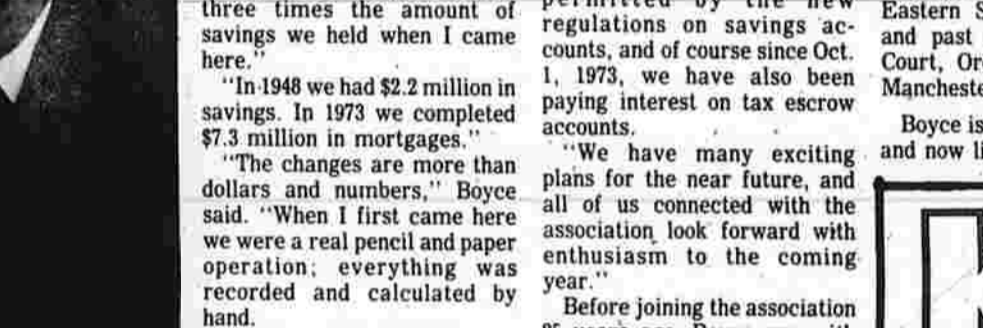 three times the amount of
savings we held when I came
here."
"In 1948 we had $2.2 million in
savings. In 1973 we completed
$7.3 million in mortgages."
"The changes are more than
dollars and numbers," Boyce
said. "When I first came here
we were a real pencil and paper
operation; everything was
recorded and calculated by
hand.
permitted by the new
regulations on savings ac-
counts, and of course since Oct.
1, 1973, we have also been
paying interest on tax escrow
accounts.
"We have many exciting
plans for the near future, and
all of us connected with the
association look forward with
enthusiasm to the coming
year."
Before joining the association
Eastern
and past
Court,
Boyce is
and now